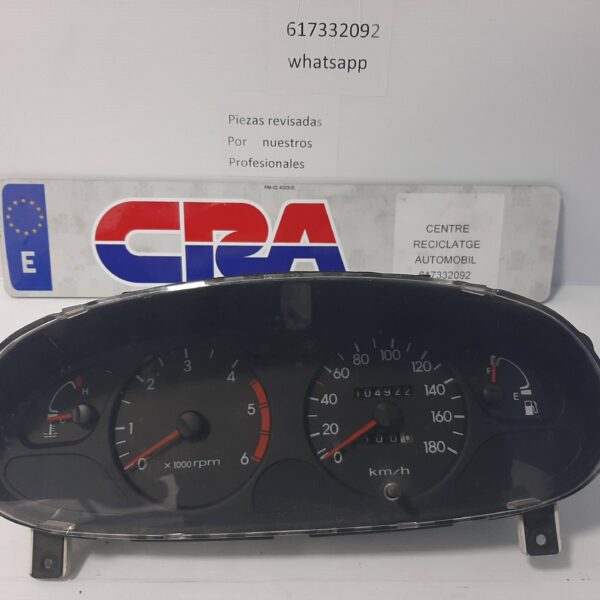 617332092
whatsapp
Piezas revisadas
Por nuestros
Profesionales
E
CRA
CENTRE
RECICLATGE
AUTOMOBIL
617332092
H
C
0 1 2 3 4 5 6
x 1000 rpm
0 20 40 60 80 100 120 140 180
104922
km/h
F
E